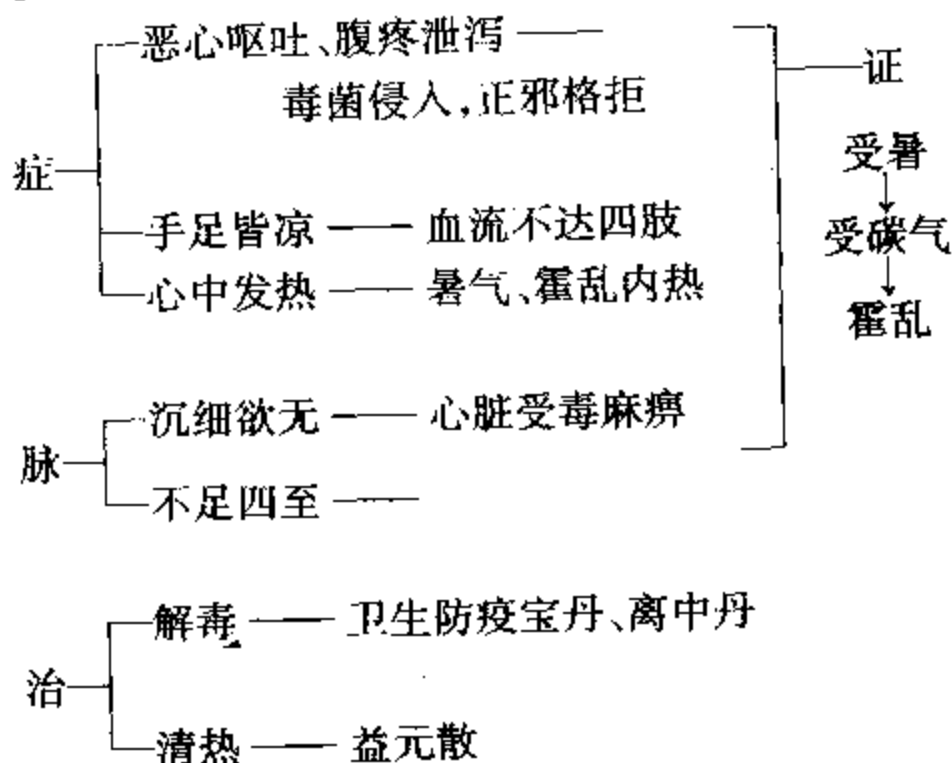 恶心呕吐、腹疼泄泻
证
毒菌侵入,正邪格拒
受暑
症
手足皆凉 —— 血流不达四肢
受碳气
心中发热 —— 暑气、霍乱内热
霍乱
沉细欲无 —— 心脏受毒麻痹
脉
不足四至 ——
解毒 —— 卫生防疫宝丹、离中丹
治
清热 —— 益元散